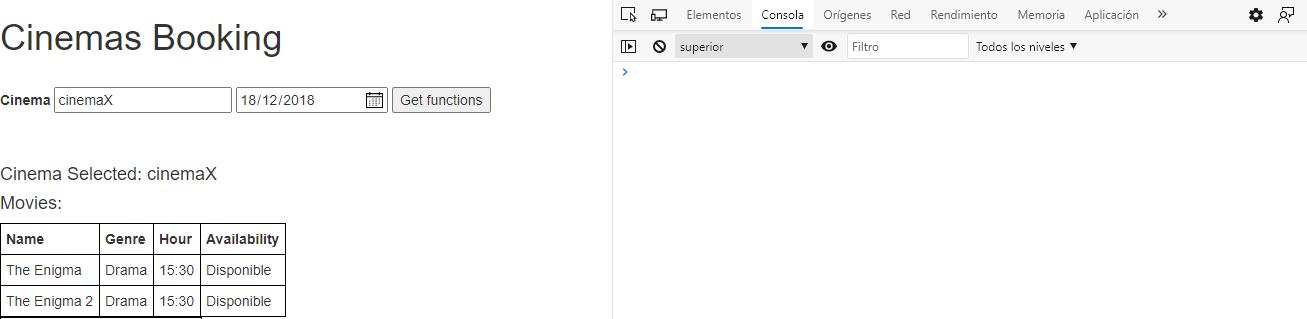 Cinemas Booking
Cinema cinemaX 18/12/2018 Get functions
Cinema Selected: cinemaX
Movies:
Name Genre Hour Availability
The Enigma Drama 15:30 Disponible
The Enigma 2 Drama 15:30 Disponible
Elementos Consola Orígenes Red Rendimiento Memoria Aplicación
superior Filtro Todos los niveles